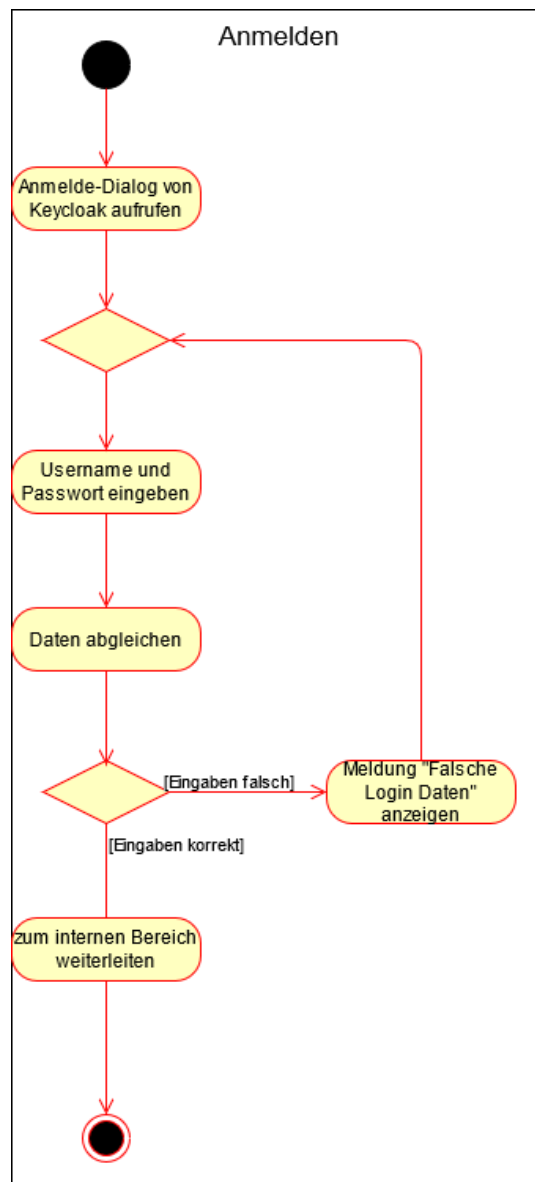 Anmelden
Anmelde-Dialog von
Keycloak aufrufen
Username und
Passwort eingeben
Daten abgleichen
[Eingaben falsch]
Meldung "Falsche
Login Daten"
anzeigen
[Eingaben korrekt]
zum internen Bereich
weiterleiten